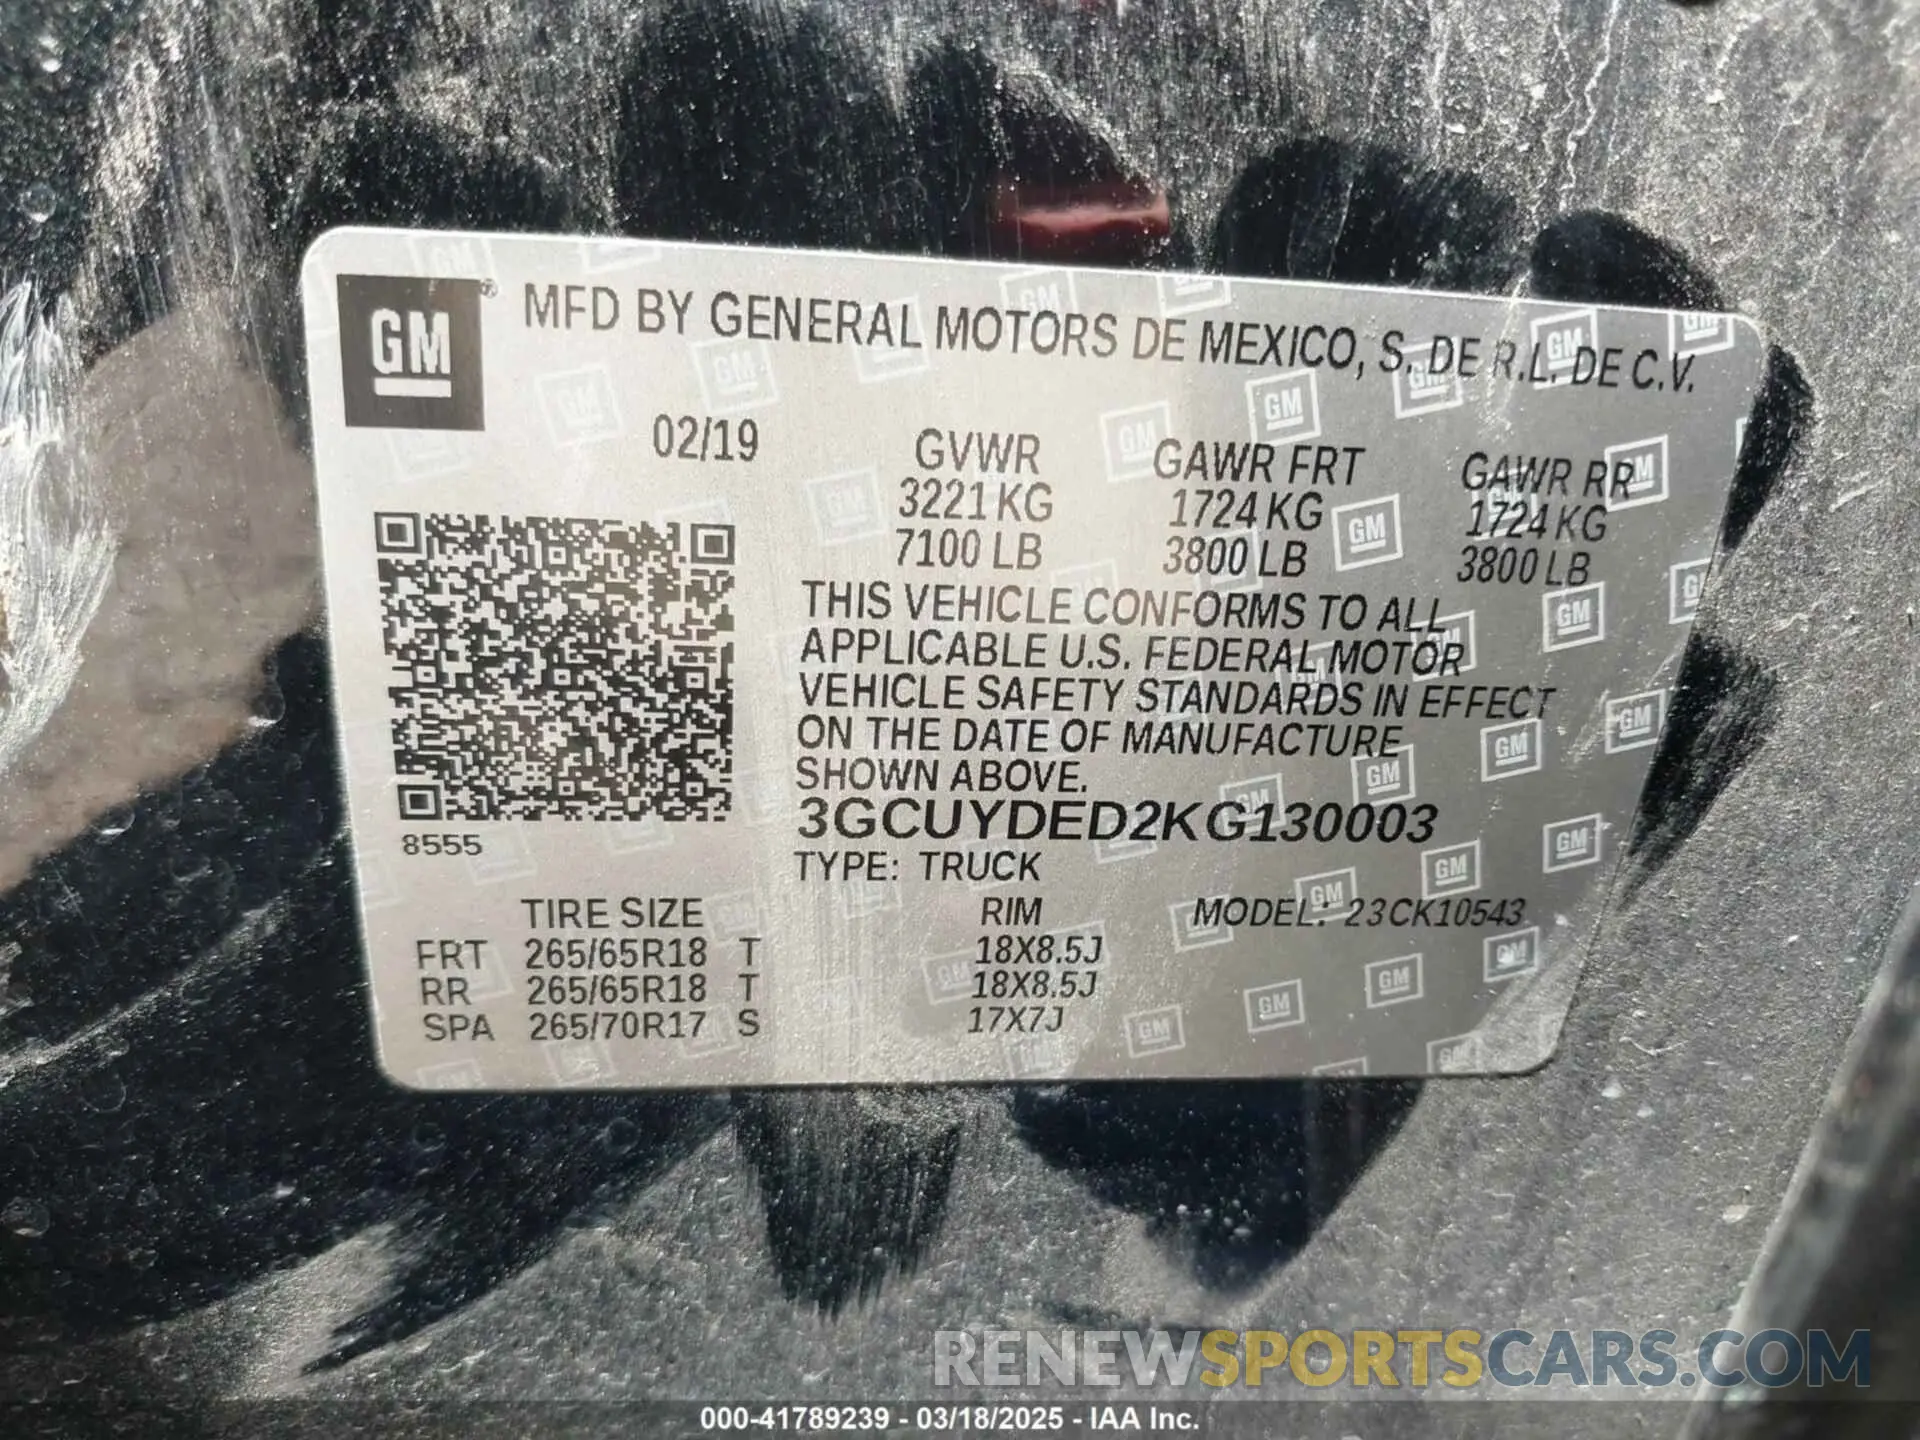 GM
MFD BY GENERAL MOTORS DE MEXICO, S. DE R.L. DE C.V.
02/19
GVWR GAWR FRT GAWR RR
3221 KG 1724 KG 1724 KG
7100 LB 3800 LB 3800 LB
THIS VEHICLE CONFORMS TO ALL
APPLICABLE U.S. FEDERAL MOTOR
VEHICLE SAFETY STANDARDS IN EFFECT
ON THE DATE OF MANUFACTURE
SHOWN ABOVE.
3GCUYDED2KG130003
8555
TYPE: TRUCK
TIRE SIZE RIM MODEL: 23CK10543
FRT 265/65R18 T 18X8.5J
RR 265/65R18 T 18X8.5J
SPA 265/70R17 S 17X7J
RENEWSPORTSCARS.COM
000-41789239 - 03/18/2025 - IAA Inc.